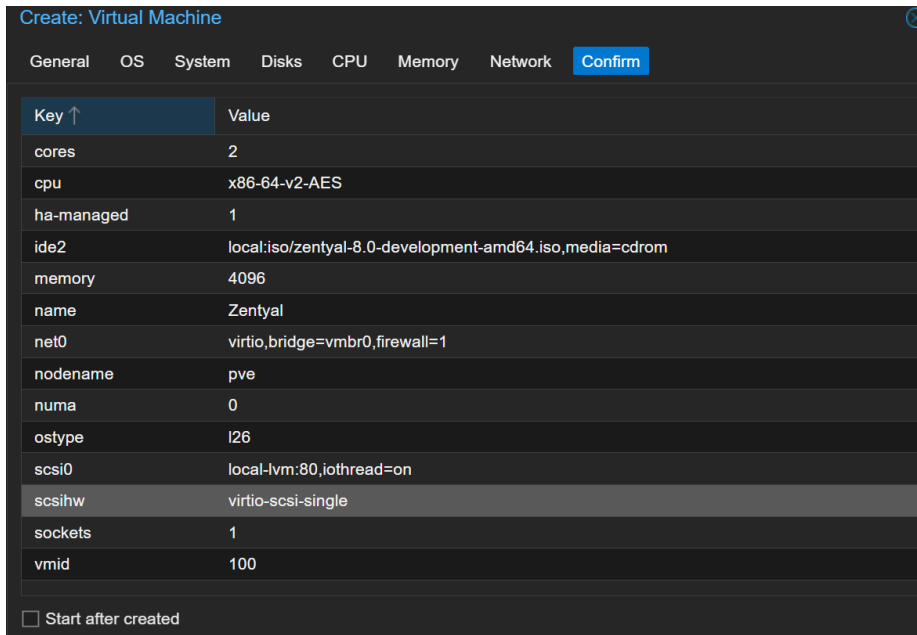 Create: Virtual Machine
General OS System Disks CPU Memory Network Confirm
Key↑ Value
cores 2
cpu x86-64-v2-AES
ha-managed 1
ide2 local:iso/zentyal-8.0-development-amd64.iso,media=cdrom
memory 4096
name Zentyal
net0 virtio,bridge=vmbr0,firewall=1
nodename pve
numa 0
ostype l26
scsi0 local-lvm:80,iothread=on
scsihw virtio-scsi-single
sockets 1
vmid 100
Start after created